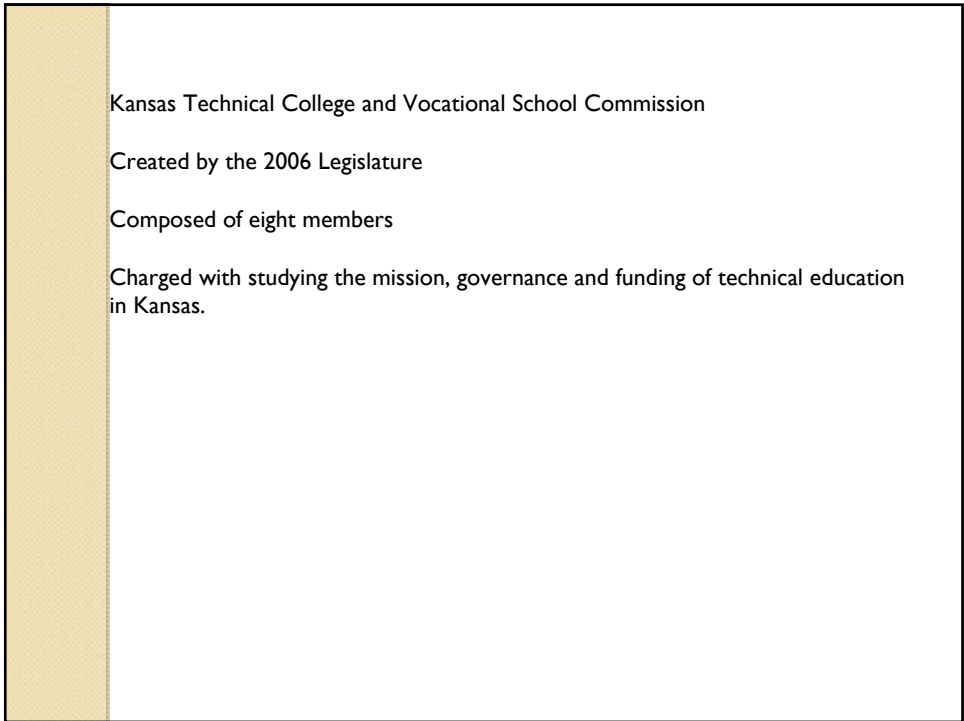 Kansas Technical College and Vocational School Commission
Created by the 2006 Legislature
Composed of eight members
Charged with studying the mission, governance and funding of technical education
in Kansas.